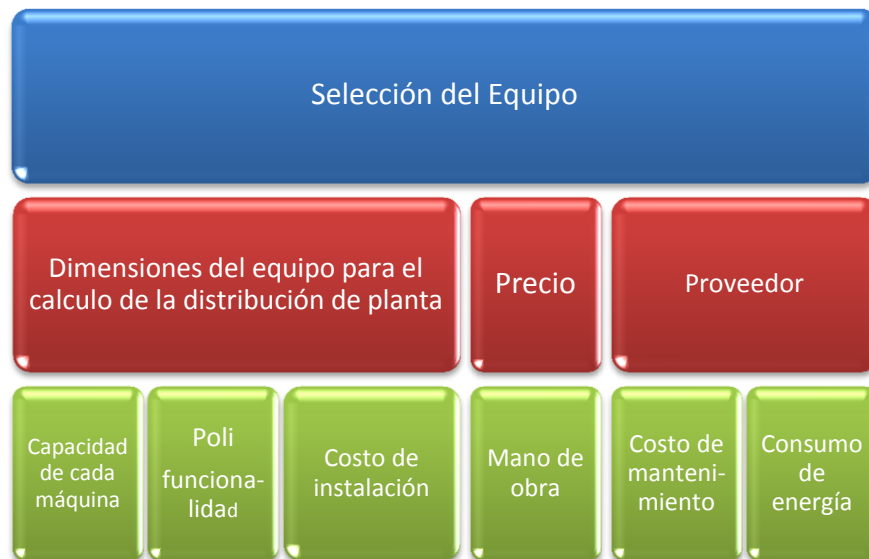 Selección del Equipo
Dimensiones del equipo para el
calculo de la distribución de planta
Precio
Proveedor
Capacidad
de cada
máquina
Poli
funciona-
lidad
Costo de
instalación
Mano de
obra
Costo de
manteni-
miento
Consumo
de
energía